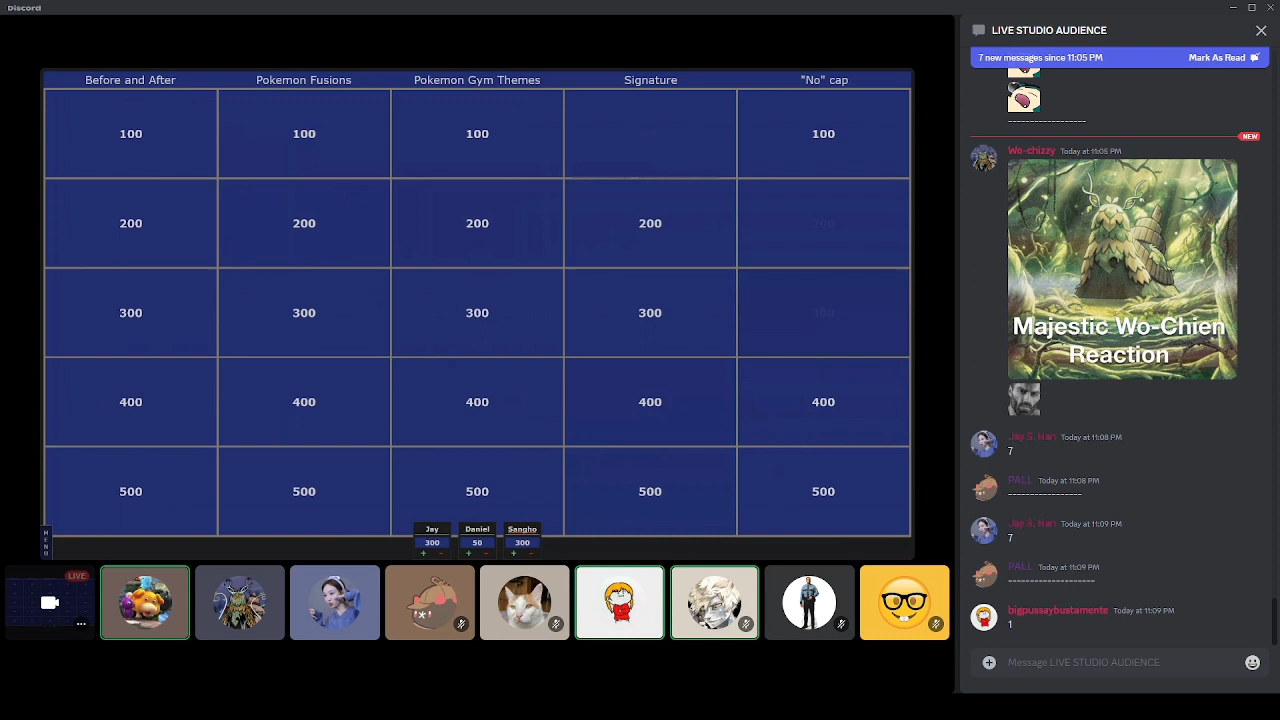 Discord
Before and After
Pokemon Fusions
Pokemon Gym Themes
Signature
"No" cap
100
100
100
100
200
200
200
200
200
300
300
300
300
300
400
400
400
400
400
500
500
500
500
500
MENU
Jay
300
+ -
Daniel
50
+ -
Sangho
300
+ -
LIVE
LIVE STUDIO AUDIENCE
7 new messages since 11:05 PM
Mark As Read
-------------------
NEW
Wo-chizzy Today at 11:05 PM
Majestic Wo-Chien
Reaction
Jay S. Han Today at 11:08 PM
7
PALL Today at 11:08 PM
------------------
Jay S. Han Today at 11:09 PM
7
PALL Today at 11:09 PM
---------------------
bigpussaybustamente Today at 11:09 PM
1
Message LIVE STUDIO AUDIENCE